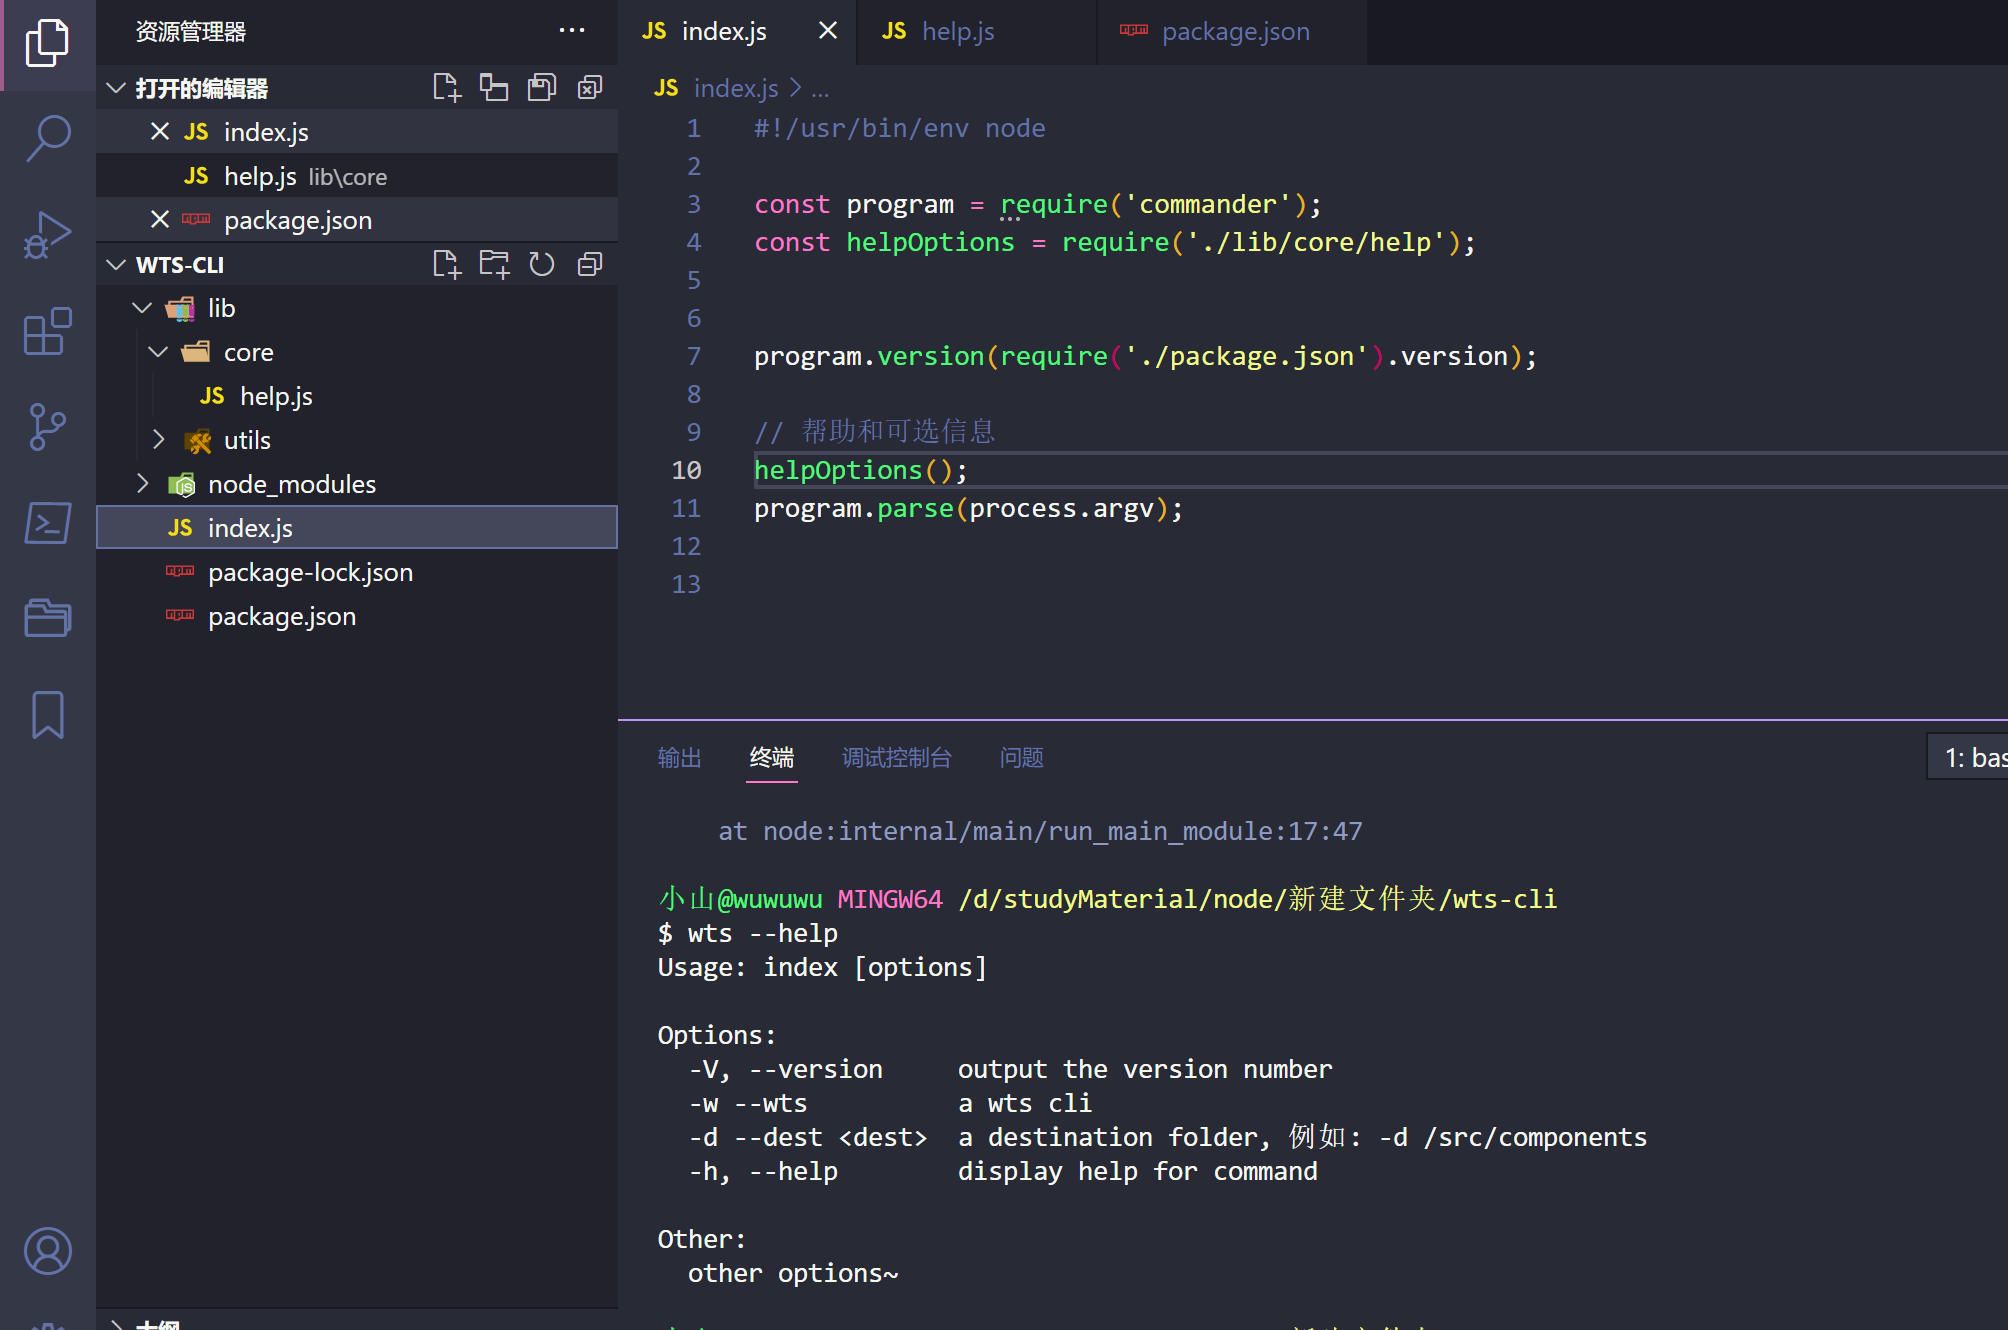 资源管理器 ...
打开的编辑器
JS index.js
JS help.js lib\core
package.json
WTS-CLI
lib
core
JS help.js
utils
node_modules
JS index.js
package-lock.json
package.json
JS index.js
JS help.js
package.json
JS index.js > ...
1 #!/usr/bin/env node
2
3 const program = require('commander');
4 const helpOptions = require('./lib/core/help');
5
6
7 program.version(require('./package.json').version);
8
9 // 帮助和可选信息
10 helpOptions();
11 program.parse(process.argv);
12
13
输出 终端 调试控制台 问题
1: bas
at node:internal/main/run_main_module:17:47
小山@wuwuwu MINGW64 /d/studyMaterial/node/新建文件夹/wts-cli
$ wts --help
Usage: index [options]
Options:
-V, --version output the version number
-w --wts a wts cli
-d --dest <dest> a destination folder, 例如: -d /src/components
-h, --help display help for command
Other:
other options~